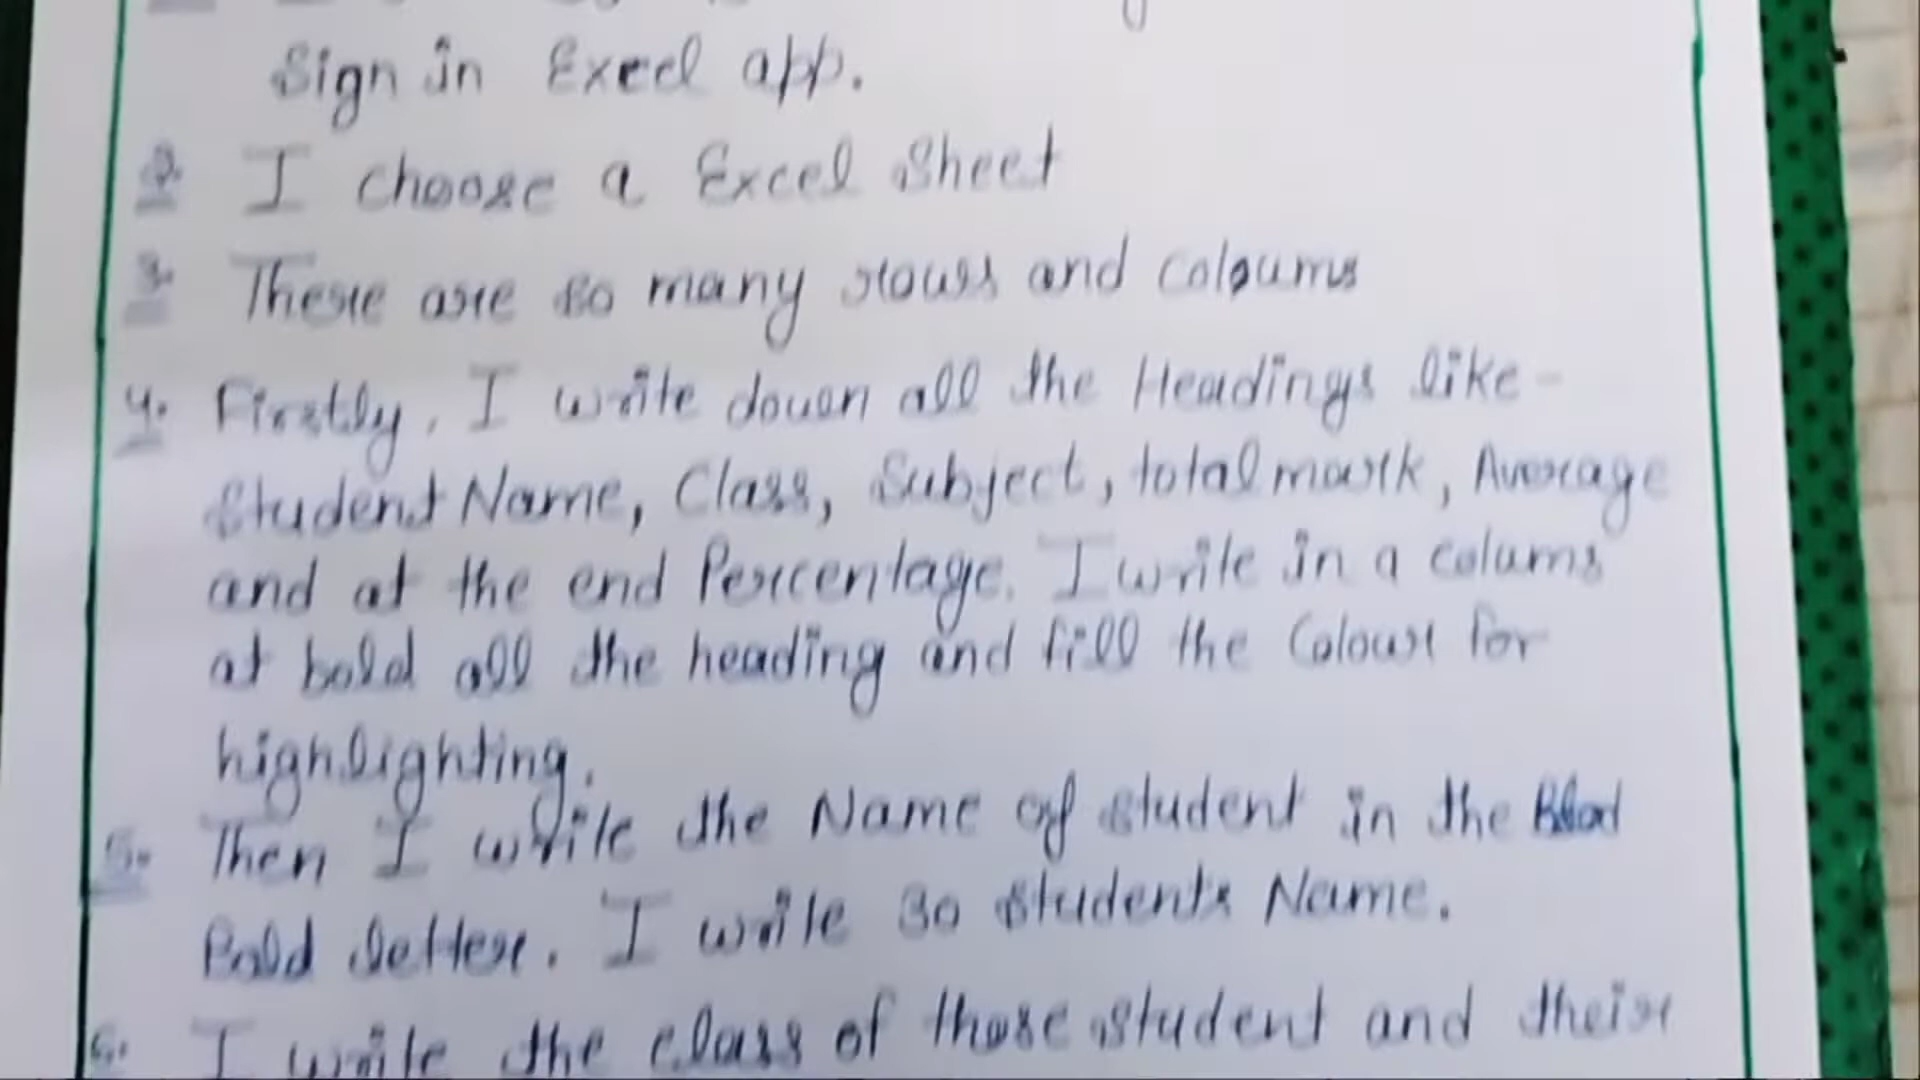 Sign in Excel app.
2. I choose a Excel Sheet
3. There are so many rows and coloums
4. Firstly, I write down all the Headings like -
Student Name, Class, Subject, total mark, Average
and at the end Percentage. I write in a colums
at bold all the heading and fill the Colour for
highlighting.
5. Then I write the Name of student in the
Bold letter. I write 30 students Name.
6. I write the class of those student and their